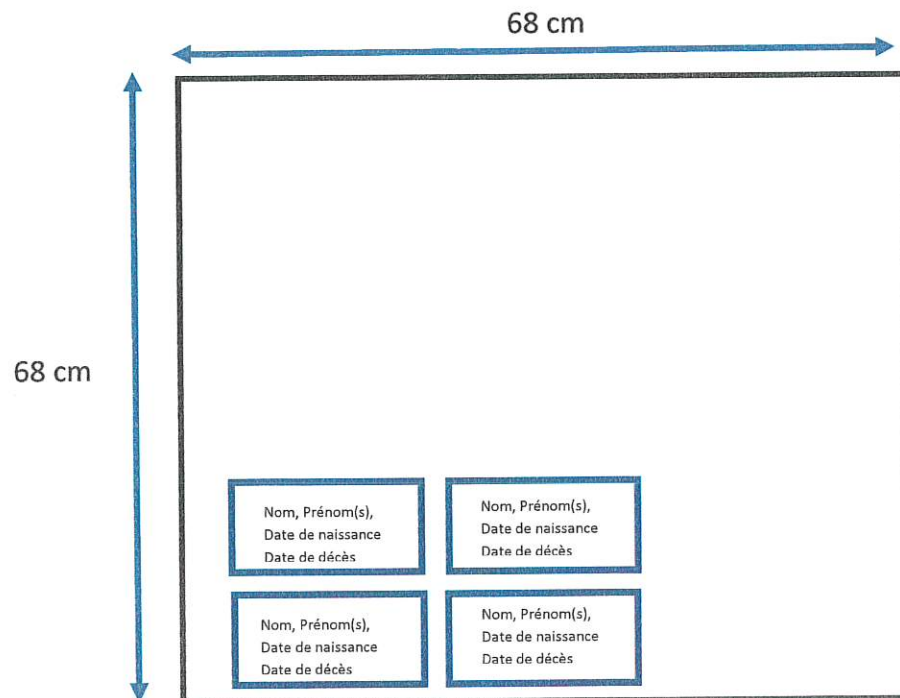 68 cm
68 cm
Nom, Prénom(s),
Date de naissance
Date de décès
Nom, Prénom(s),
Date de naissance
Date de décès
Nom, Prénom(s),
Date de naissance
Date de décès
Nom, Prénom(s),
Date de naissance
Date de décès